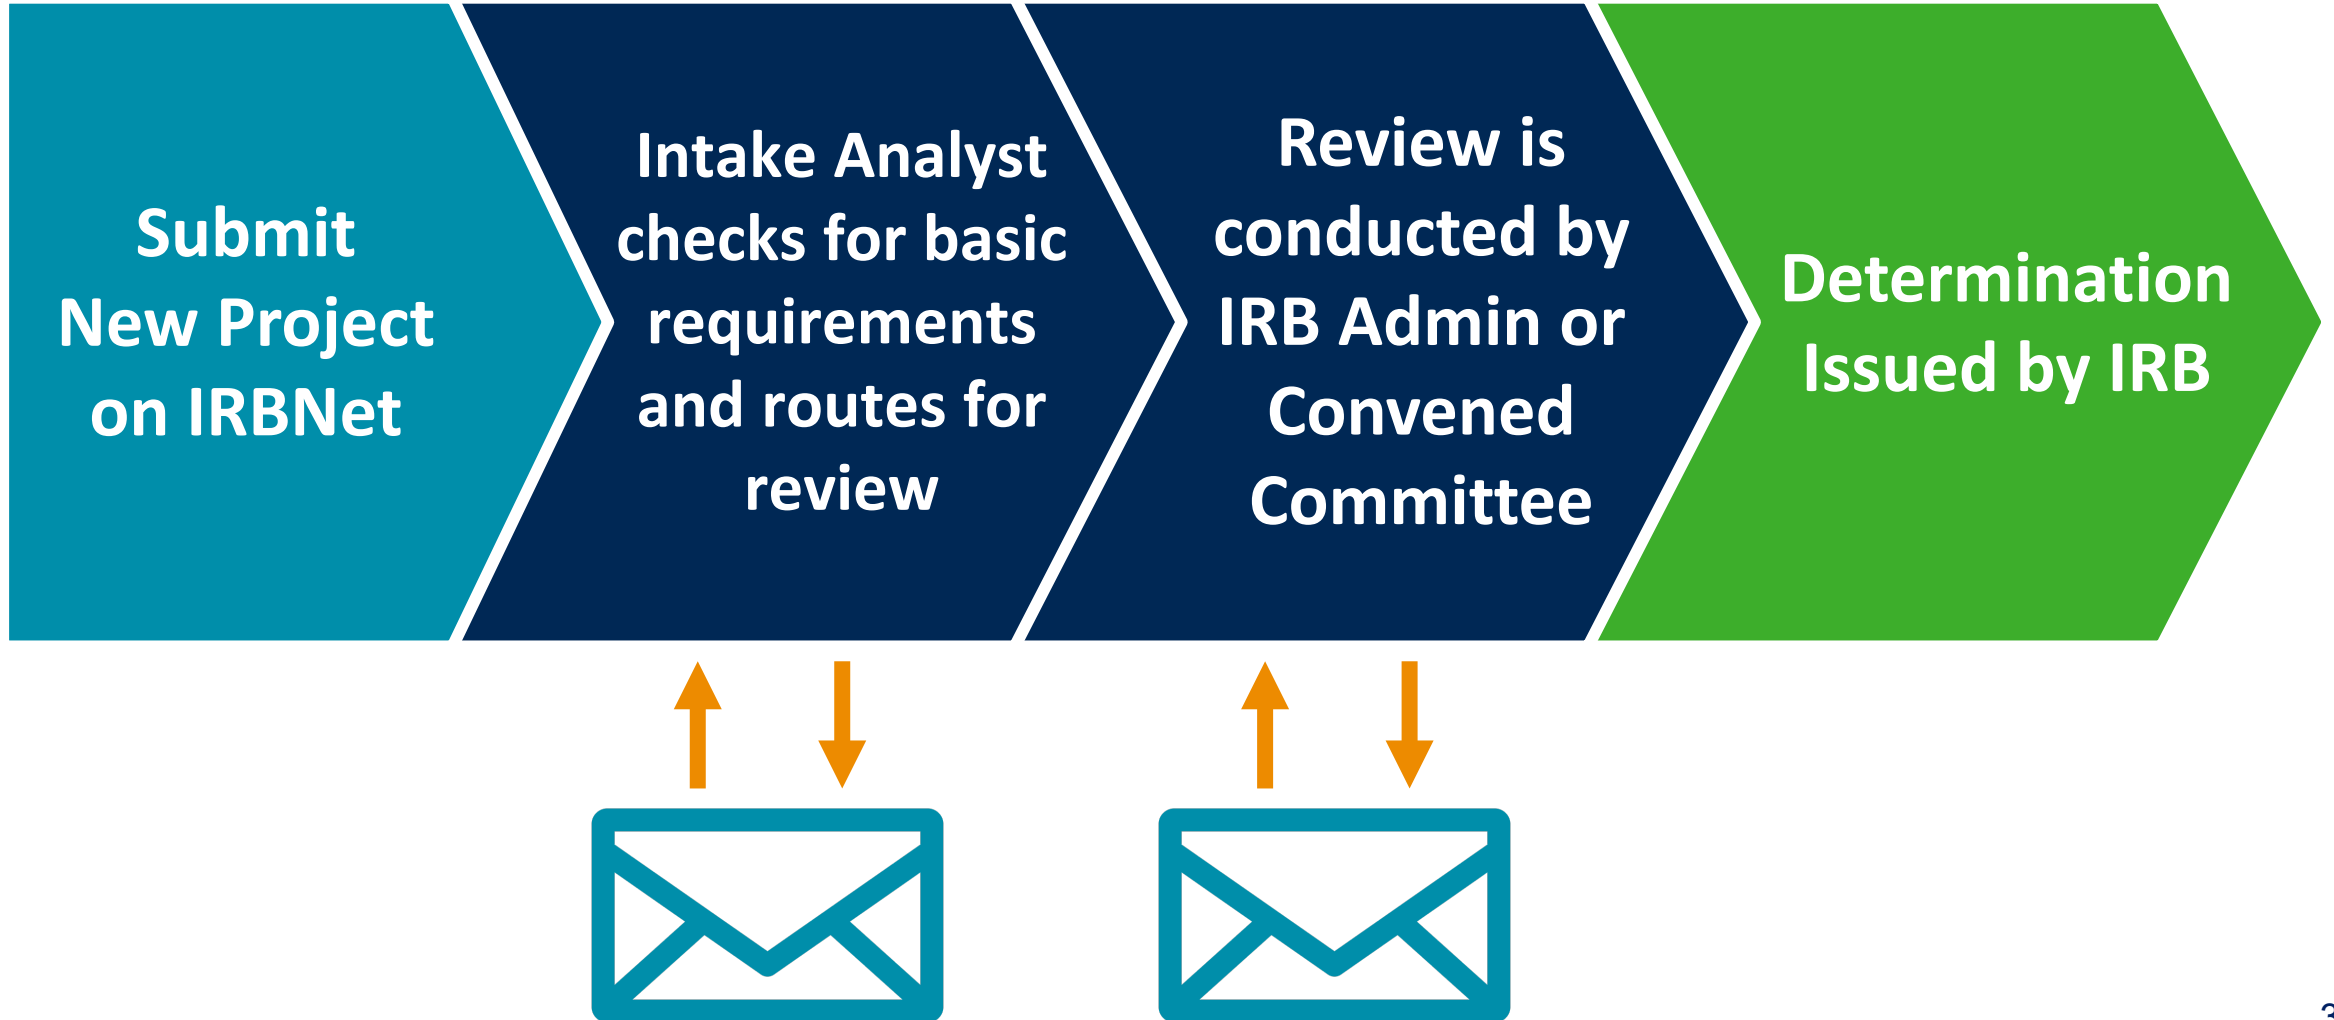 Submit
New Project
on IRBNet
Intake Analyst
checks for basic
requirements
and routes for
review
Review is
conducted by
IRB Admin or
Convened
Committee
Determination
Issued by IRB